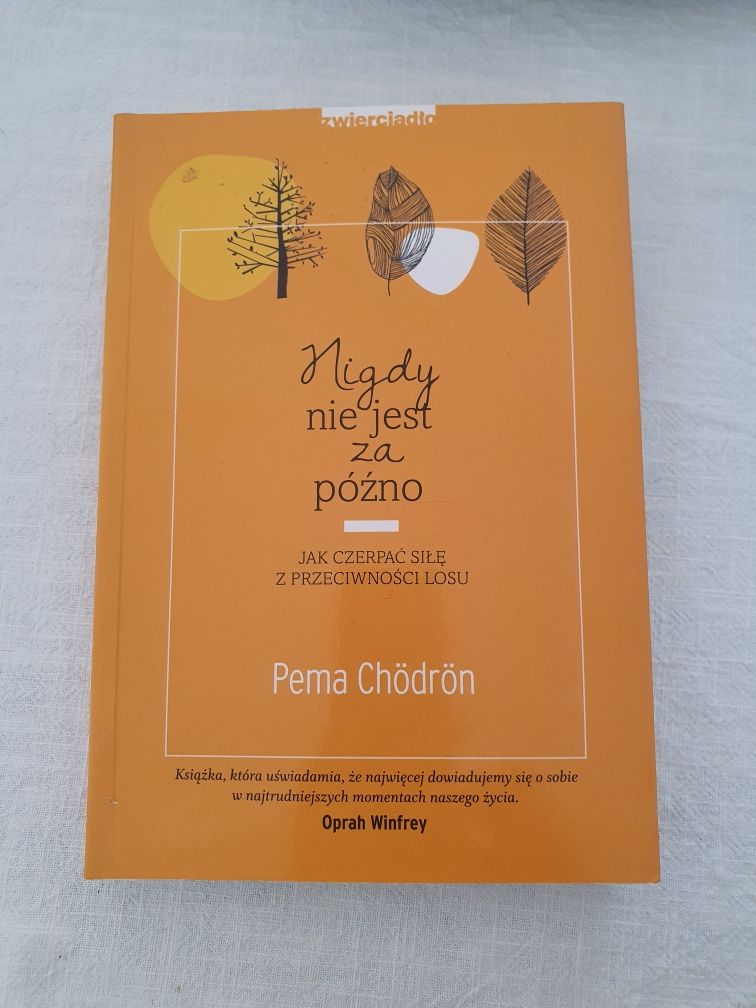 zwierciadło
Nigdy
nie jest
za
późno
JAK CZERPAĆ SIŁĘ
Z PRZECIWNOŚCI LOSU
Pema Chödrön
Książka, która uświadamia, że najwięcej dowiadujemy się o sobie
w najtrudniejszych momentach naszego życia.
Oprah Winfrey